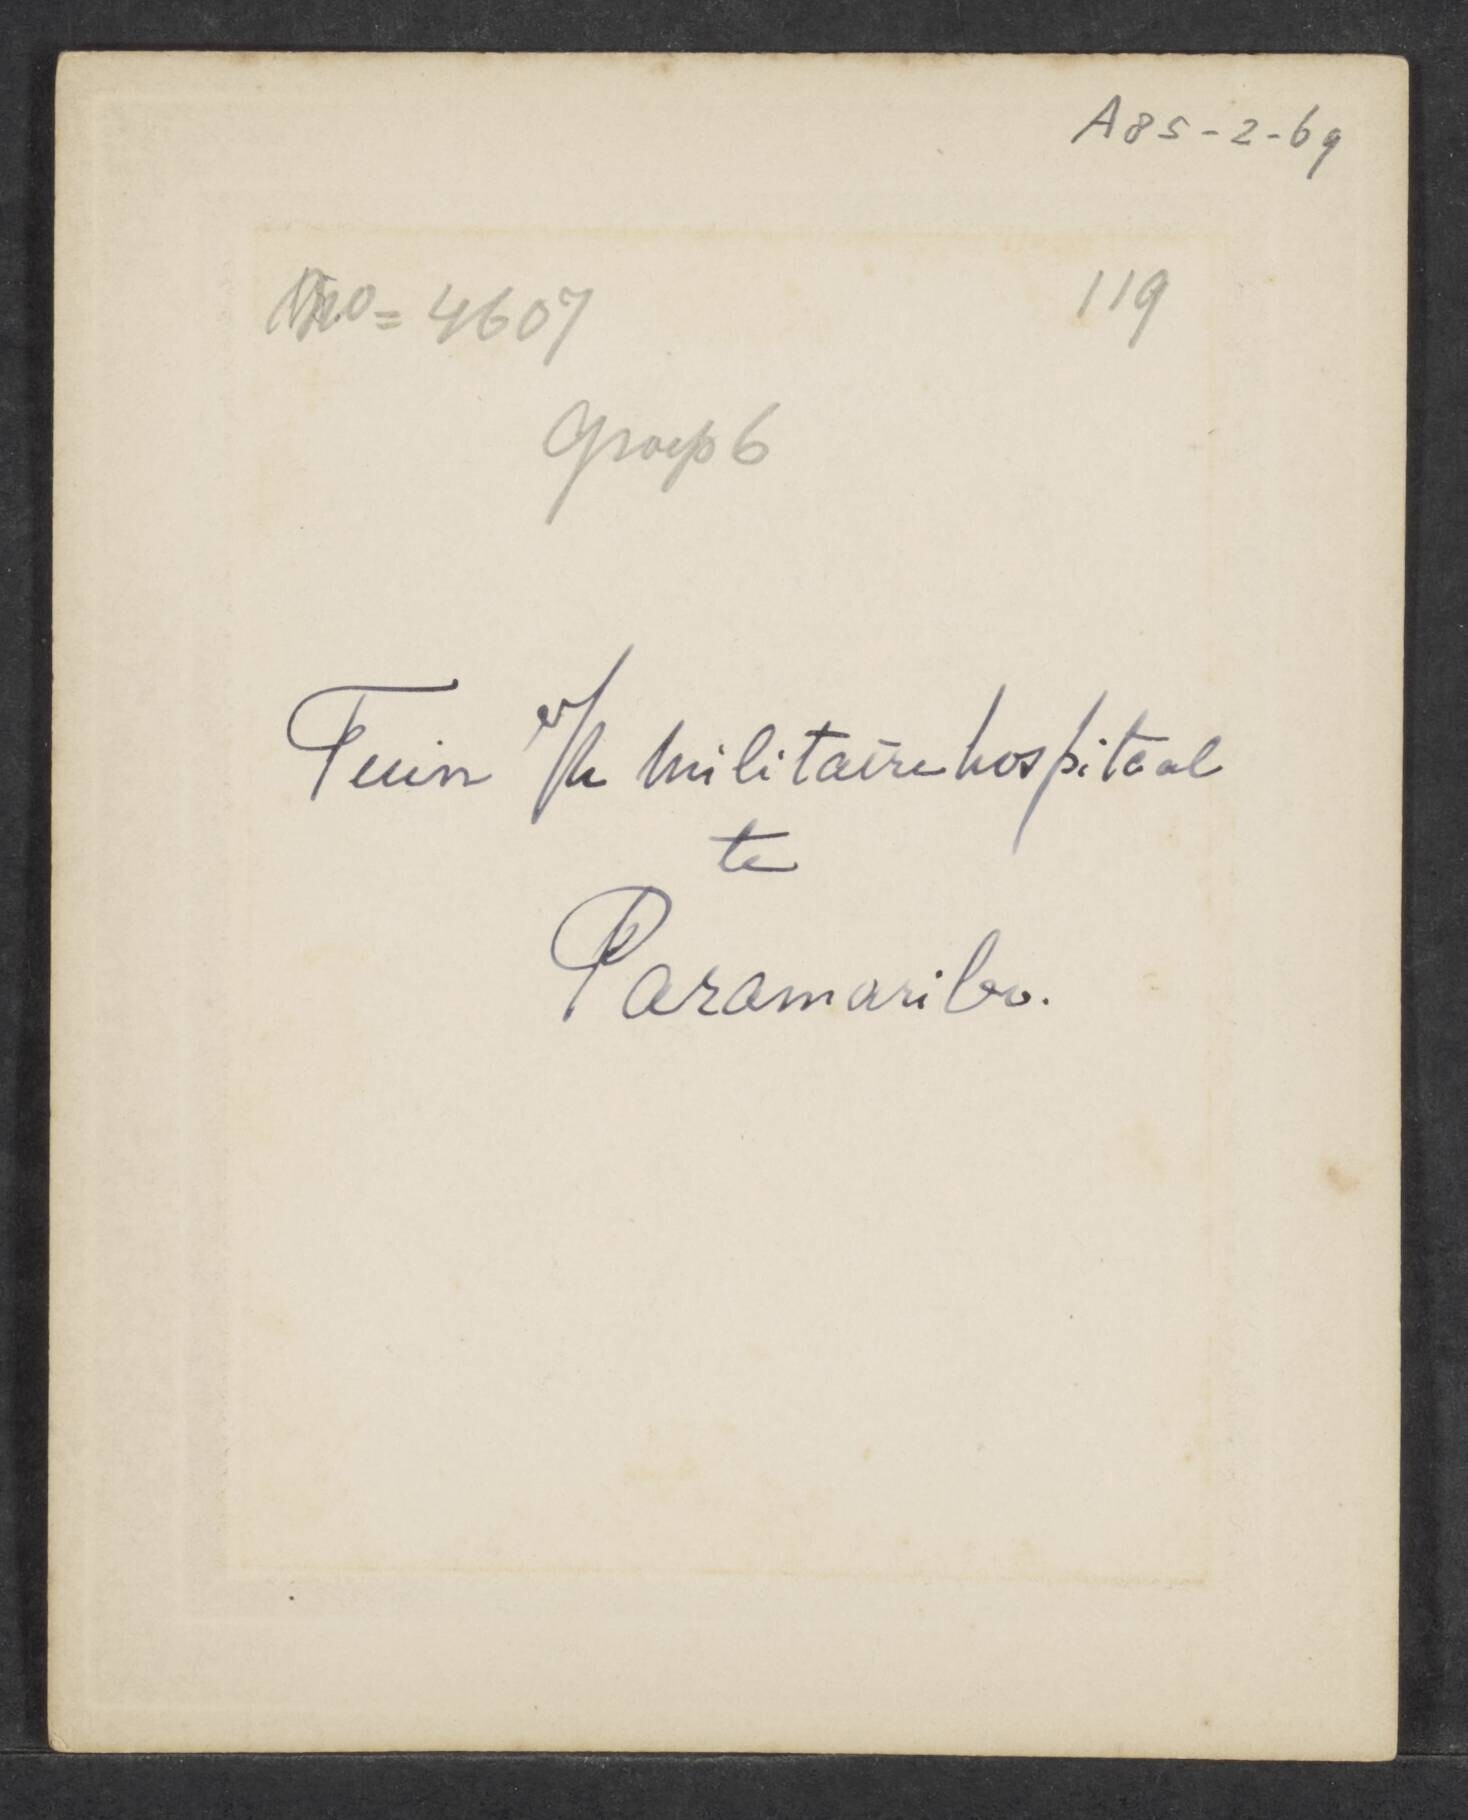 A85-2-69
No= 4607 119
Groep 6
Tuin v/h militaire hospitaal
te
Paramaribo.